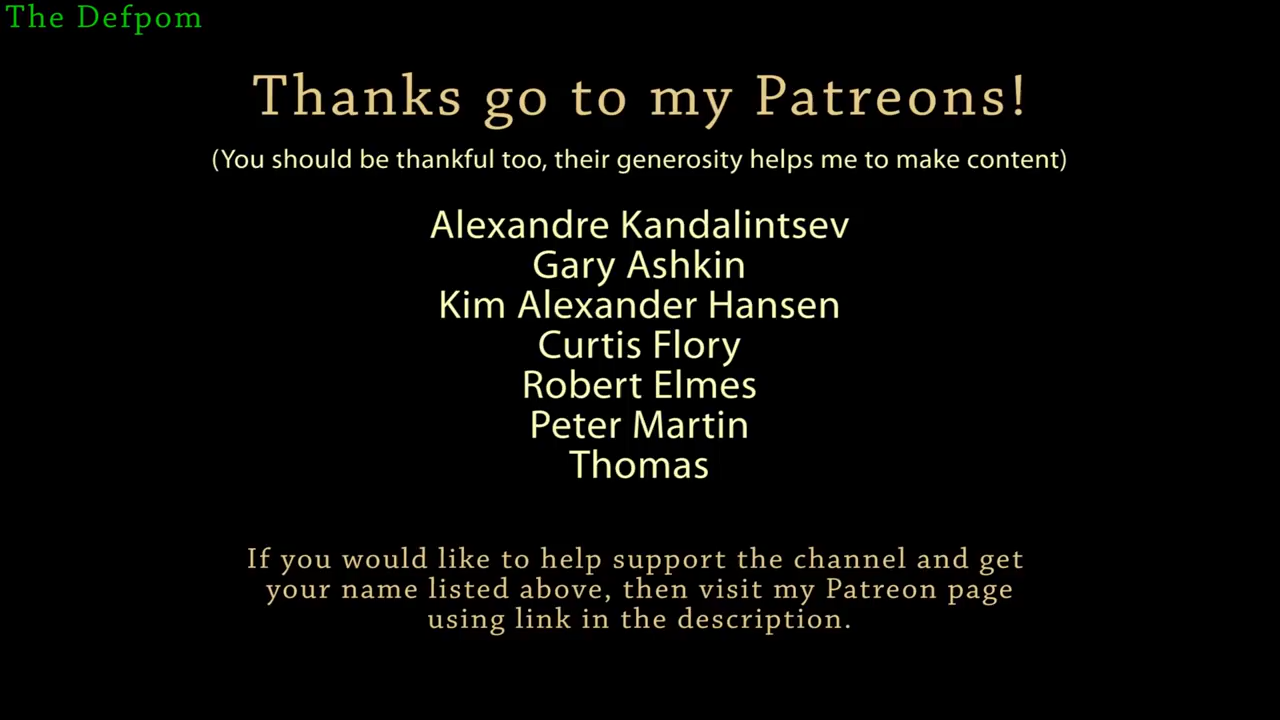 The Defpom
Thanks go to my Patreons!
(You should be thankful too, their generosity helps me to make content)
Alexandre Kandalintsev
Gary Ashkin
Kim Alexander Hansen
Curtis Flory
Robert Elmes
Peter Martin
Thomas
If you would like to help support the channel and get
your name listed above, then visit my Patreon page
using link in the description.